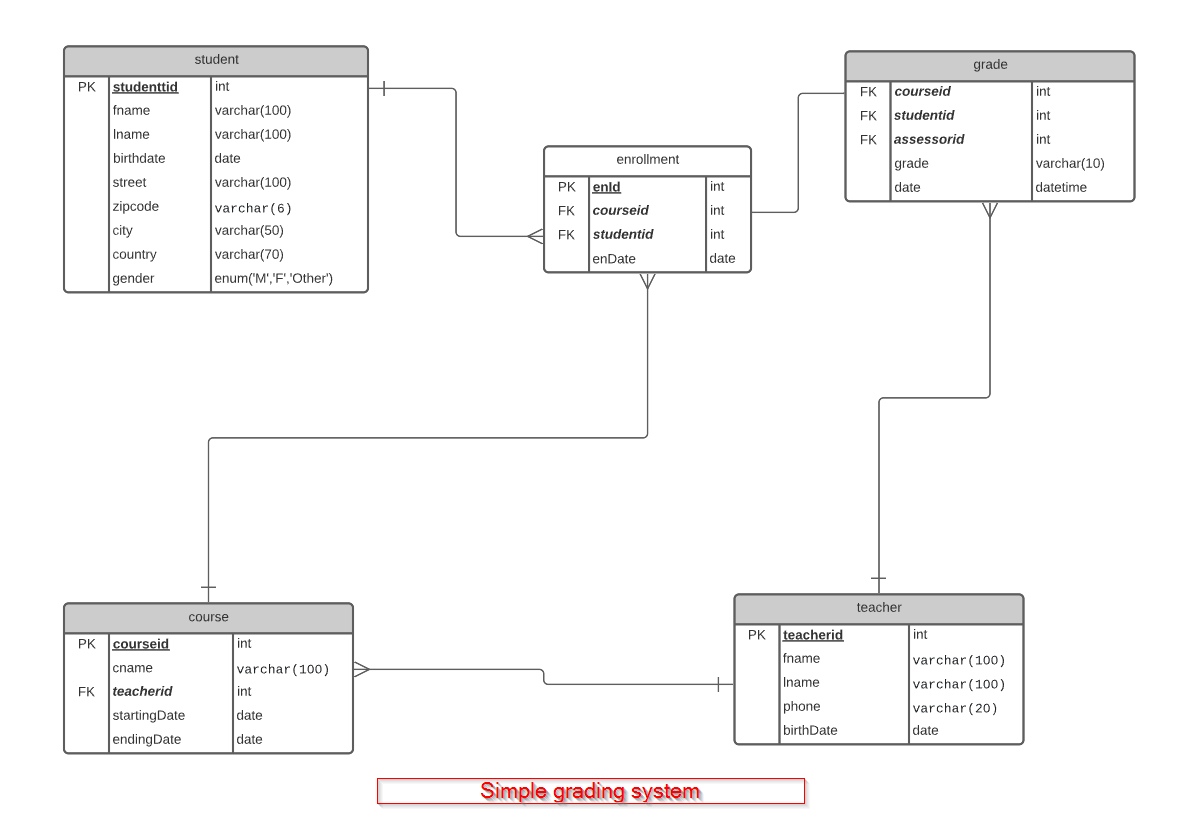 student
PK studenttid int
fname varchar(100)
lname varchar(100)
birthdate date
street varchar(100)
zipcode varchar(6)
city varchar(50)
country varchar(70)
gender enum('M','F','Other')
grade
FK courseid int
FK studentid int
FK assessorid int
grade varchar(10)
date datetime
enrollment
PK enId int
FK courseid int
FK studentid int
enDate date
course
PK courseid int
cname varchar(100)
FK teacherid int
startingDate date
endingDate date
teacher
PK teacherid int
fname varchar(100)
lname varchar(100)
phone varchar(20)
birthDate date
Simple grading system